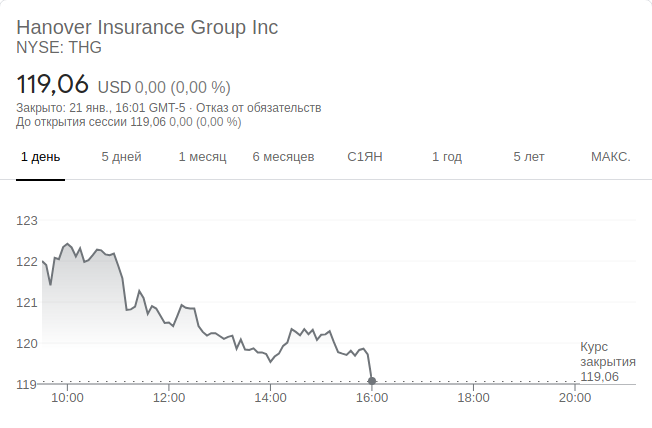 Hanover Insurance Group Inc
NYSE: THG
119,06 USD 0,00 (0,00 %)
Закрыто: 21 янв., 16:01 GMT-5 · Отказ от обязательств
До открытия сессии 119,06 0,00 (0,00 %)
1 день 5 дней 1 месяц 6 месяцев С1ЯН 1 год 5 лет МАКС.
123
122
121
120
119
Курс
закрытия
119,06
10:00 12:00 14:00 16:00 18:00 20:00